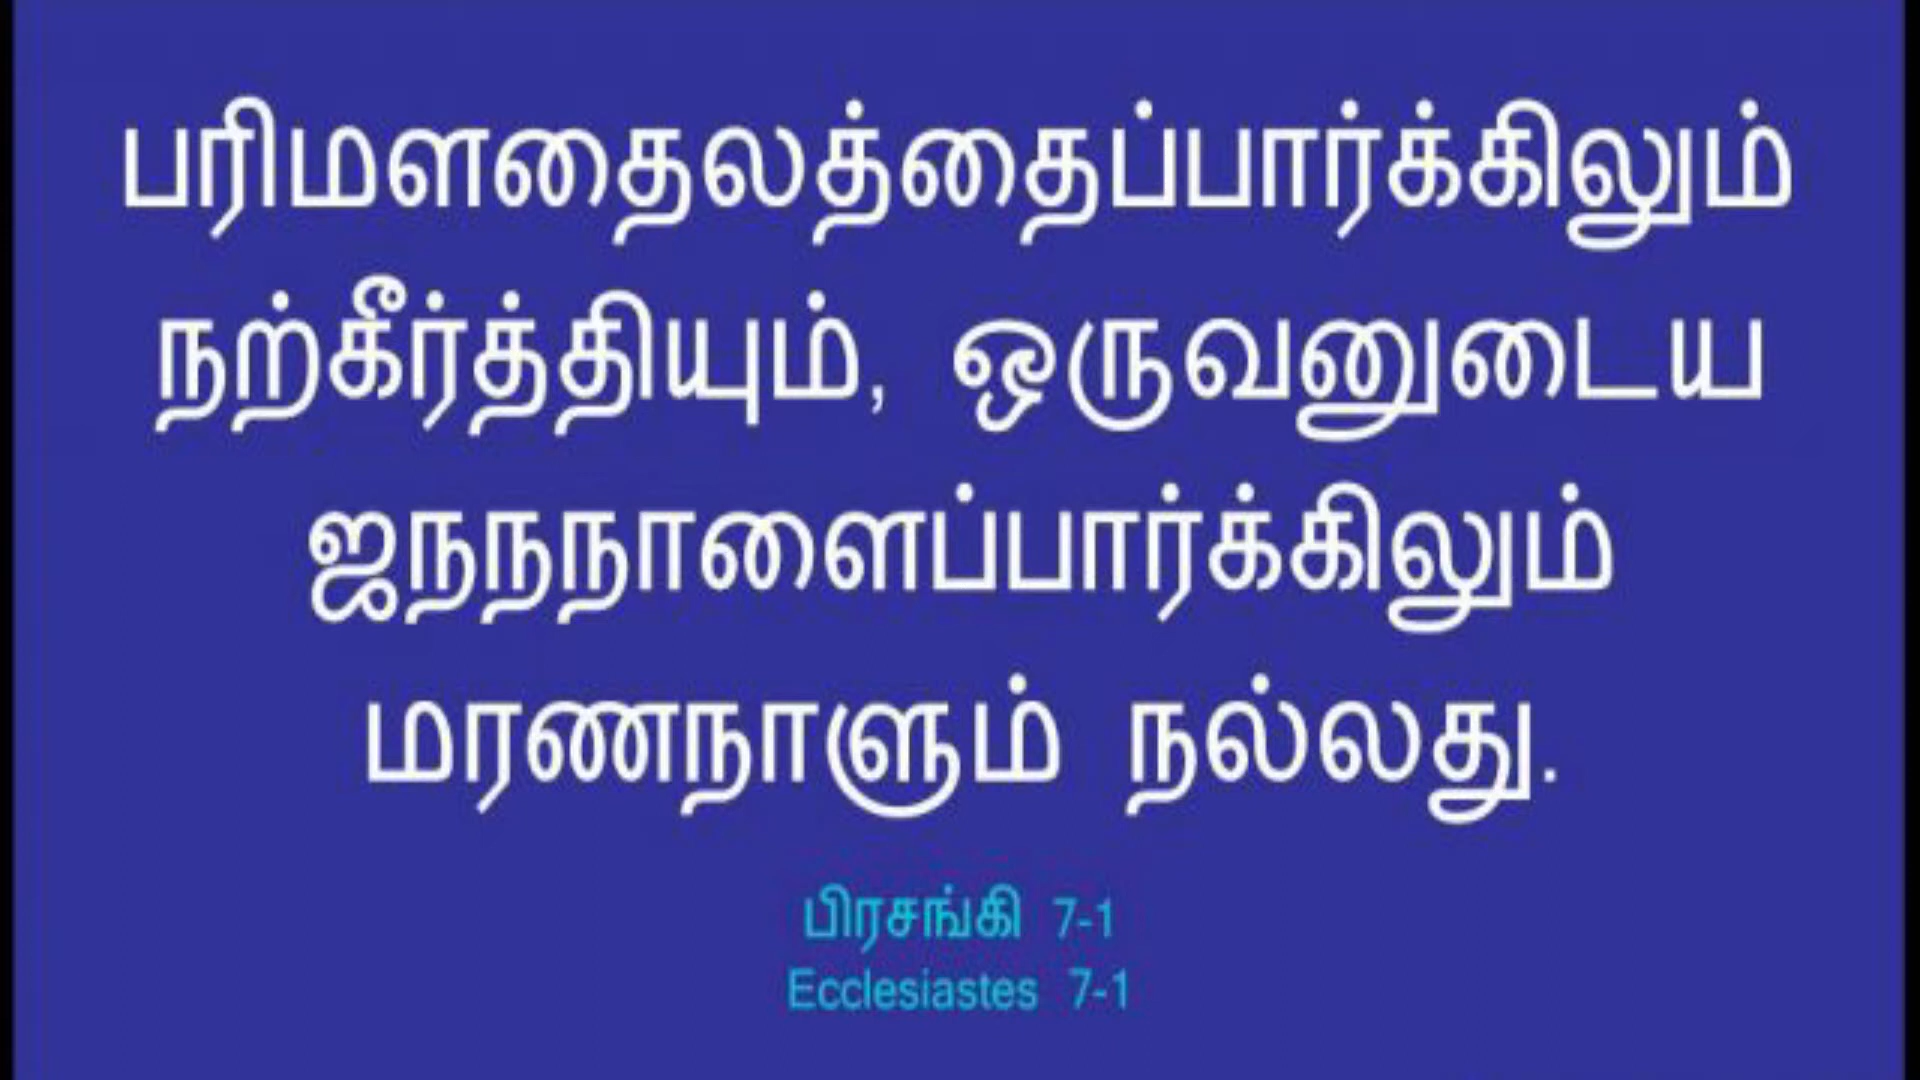 பரிமளதைலத்தைப்பார்க்கிலும்
நற்கீர்த்தியும், ஒருவனுடைய
ஜநநநாளைப்பார்க்கிலும்
மரணநாளும் நல்லது.
பிரசங்கி 7-1
Ecclesiastes 7-1